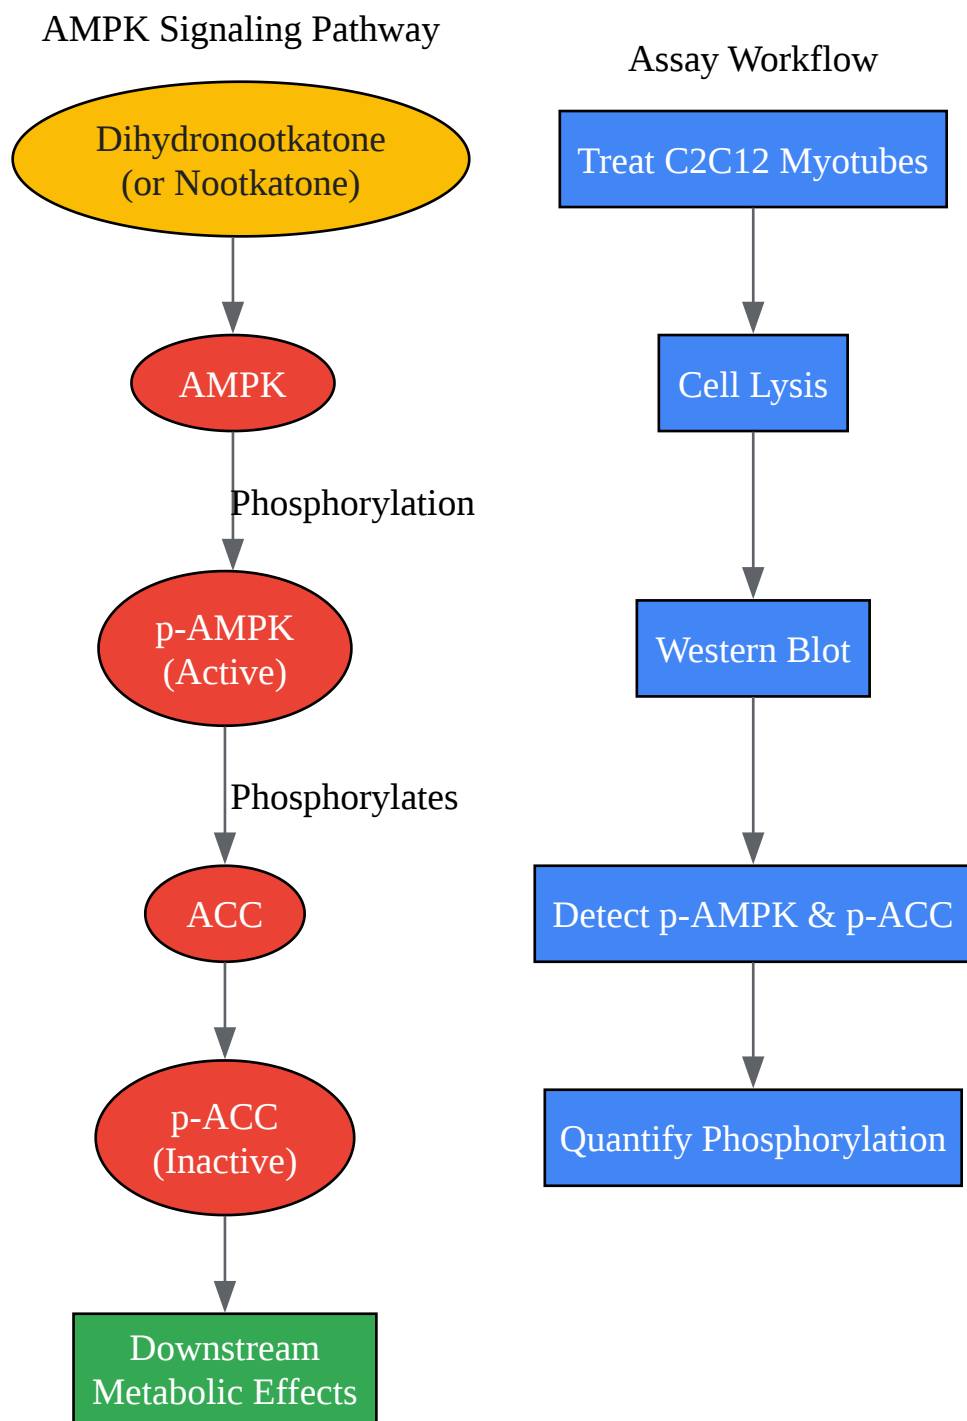 AMPK Signaling Pathway
Dihydronootkatone
(or Nootkatone)
AMPK
Phosphorylation
p-AMPK
(Active)
Phosphorylates
ACC
p-ACC
(Inactive)
Downstream
Metabolic Effects
Assay Workflow
Treat C2C12 Myotubes
Cell Lysis
Western Blot
Detect p-AMPK & p-ACC
Quantify Phosphorylation